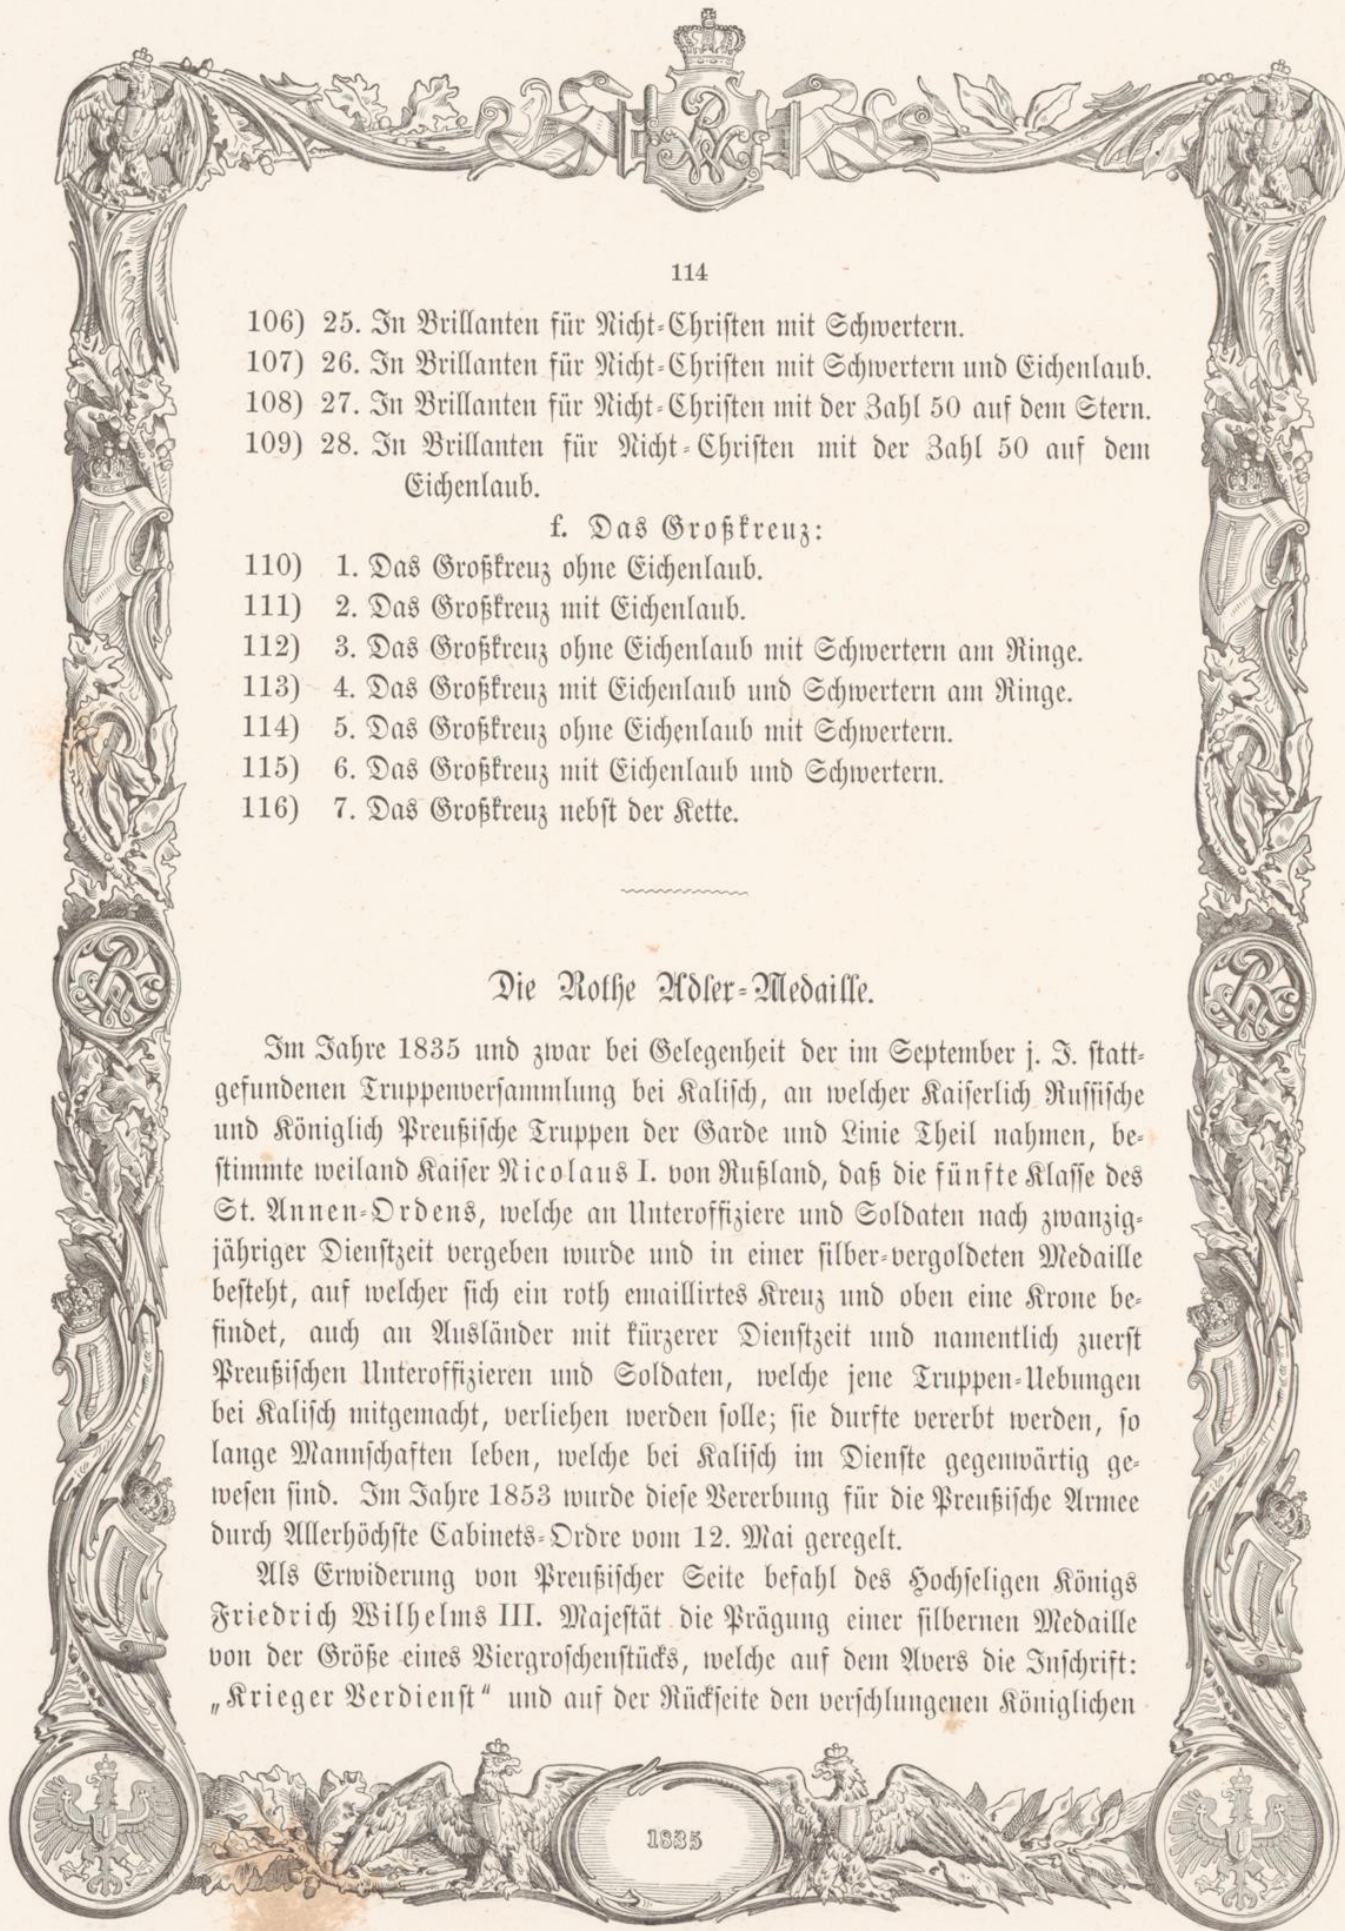 114
106) 25. In Brillanten für Nicht-Christen mit Schwertern.
107) 26. In Brillanten für Nicht-Christen mit Schwertern und Eichenlaub.
108) 27. In Brillanten für Nicht-Christen mit der Zahl 50 auf dem Stern.
109) 28. In Brillanten für Nicht-Christen mit der Zahl 50 auf dem
Eichenlaub.
f. Das Großkreuz:
110) 1. Das Großkreuz ohne Eichenlaub.
111) 2. Das Großkreuz mit Eichenlaub.
112) 3. Das Großkreuz ohne Eichenlaub mit Schwertern am Ringe.
113) 4. Das Großkreuz mit Eichenlaub und Schwertern am Ringe.
114) 5. Das Großkreuz ohne Eichenlaub mit Schwertern.
115) 6. Das Großkreuz mit Eichenlaub und Schwertern.
116) 7. Das Großkreuz nebst der Kette.
Die Rothe Adler-Medaille.
Im Jahre 1835 und zwar bei Gelegenheit der im September j. J. statt-
gefundenen Truppenversammlung bei Kalisch, an welcher Kaiserlich Russische
und Königlich Preußische Truppen der Garde und Linie Theil nahmen, be-
stimmte weiland Kaiser Nicolaus I. von Rußland, daß die fünfte Klasse des
St. Annen-Ordens, welche an Unteroffiziere und Soldaten nach zwanzig-
jähriger Dienstzeit vergeben wurde und in einer silber-vergoldeten Medaille
besteht, auf welcher sich ein roth emaillirtes Kreuz und oben eine Krone be-
findet, auch an Ausländer mit kürzerer Dienstzeit und namentlich zuerst
Preußischen Unteroffizieren und Soldaten, welche jene Truppen-Uebungen
bei Kalisch mitgemacht, verliehen werden solle; sie durfte vererbt werden, so
lange Mannschaften leben, welche bei Kalisch im Dienste gegenwärtig ge-
wesen sind. Im Jahre 1853 wurde diese Vererbung für die Preußische Armee
durch Allerhöchste Cabinets-Ordre vom 12. Mai geregelt.
Als Erwiderung von Preußischer Seite befahl des Hochseligen Königs
Friedrich Wilhelms III. Majestät die Prägung einer silbernen Medaille
von der Größe eines Viergroschenstücks, welche auf dem Avers die Inschrift:
„Krieger Verdienst“ und auf der Rückseite den verschlungenen Königlichen
1835